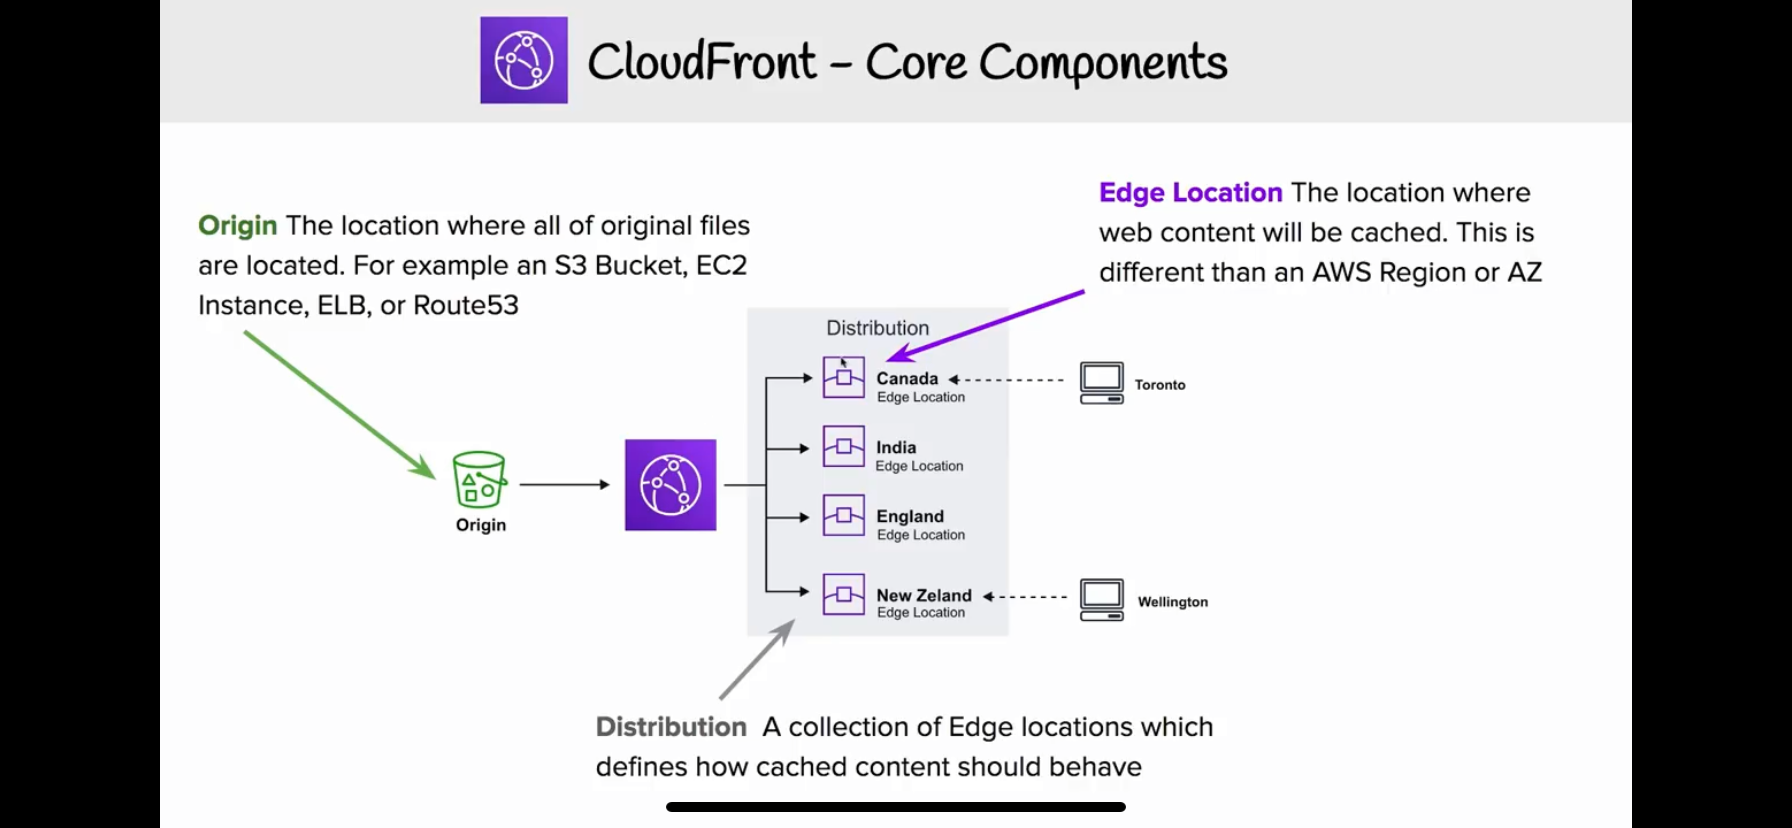 CloudFront – Core Components
Origin The location where all of original files
are located. For example an S3 Bucket, EC2
Instance, ELB, or Route53
Edge Location The location where
web content will be cached. This is
different than an AWS Region or AZ
Distribution
Canada
Edge Location
Toronto
India
Edge Location
England
Edge Location
New Zeland
Edge Location
Wellington
Origin
Distribution A collection of Edge locations which
defines how cached content should behave